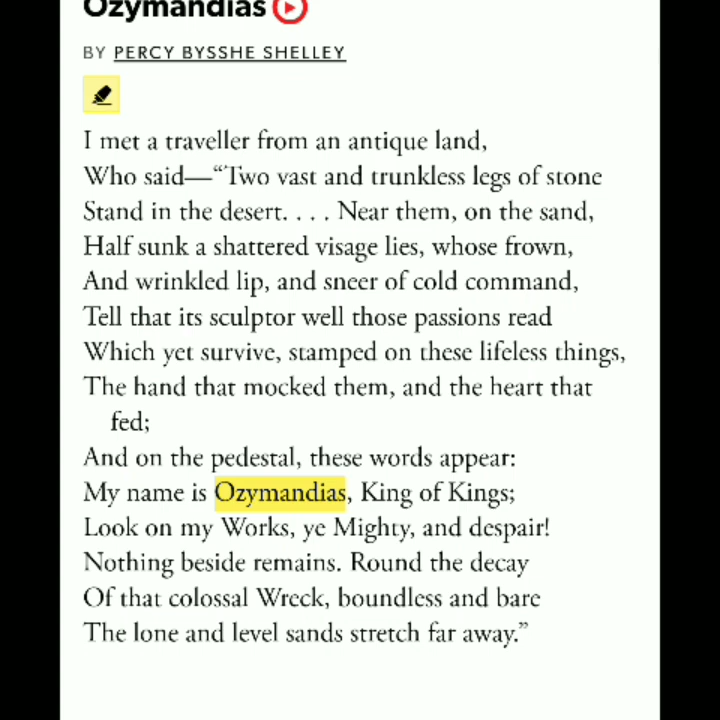 Ozymandias
BY PERCY BYSSHE SHELLEY
I met a traveller from an antique land,
Who said—“Two vast and trunkless legs of stone
Stand in the desert. . . . Near them, on the sand,
Half sunk a shattered visage lies, whose frown,
And wrinkled lip, and sneer of cold command,
Tell that its sculptor well those passions read
Which yet survive, stamped on these lifeless things,
The hand that mocked them, and the heart that
fed;
And on the pedestal, these words appear:
My name is Ozymandias, King of Kings;
Look on my Works, ye Mighty, and despair!
Nothing beside remains. Round the decay
Of that colossal Wreck, boundless and bare
The lone and level sands stretch far away.”